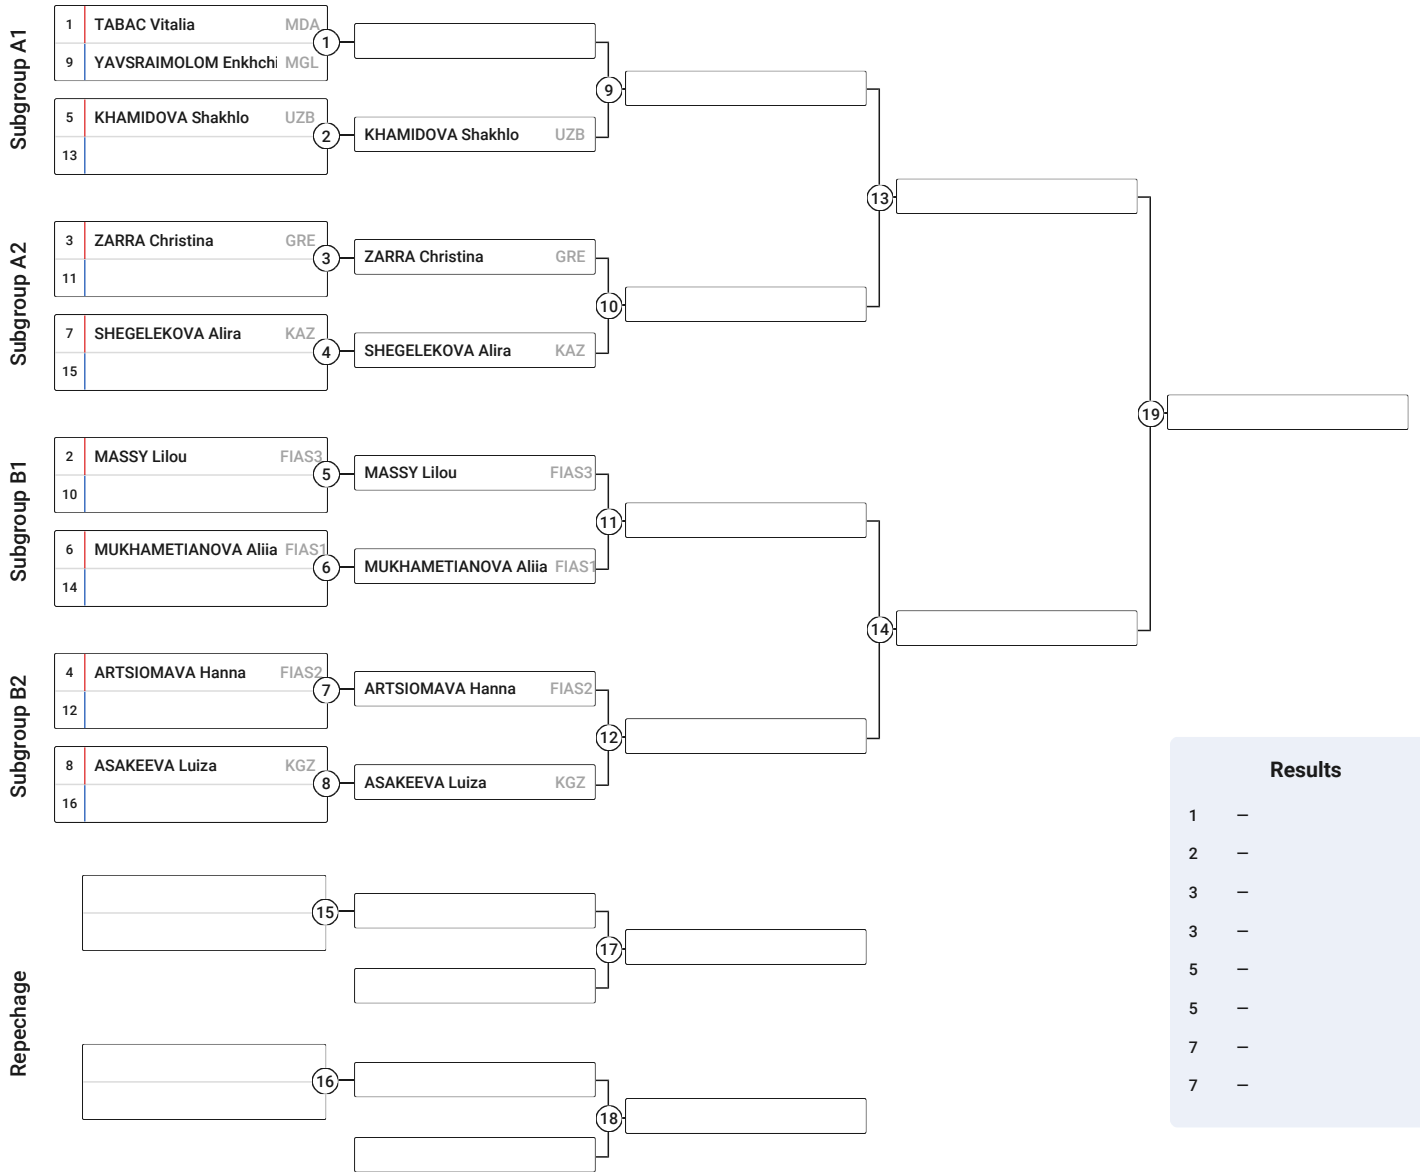 Subgroup A1
1 TABAC Vitalia MDA
9 YAVSRAIMOLOM Enkhchi MGL
1
5 KHAMIDOVA Shakhlo UZB
13
2
KHAMIDOVA Shakhlo UZB
9
Subgroup A2
3 ZARRA Christina GRE
11
3
ZARRA Christina GRE
7 SHEGELEKOVA Alira KAZ
15
4
SHEGELEKOVA Alira KAZ
10
13
Subgroup B1
2 MASSY Lilou FIAS3
10
5
MASSY Lilou FIAS3
6 MUKHAMETIANOVA Aliia FIAS1
14
6
MUKHAMETIANOVA Aliia FIAS1
11
Subgroup B2
4 ARTSIOMAVA Hanna FIAS2
12
7
ARTSIOMAVA Hanna FIAS2
8 ASAKEEVA Luiza KGZ
16
8
ASAKEEVA Luiza KGZ
12
14
19
Repechage
15
17
16
18
Results
1 –
2 –
3 –
3 –
5 –
5 –
7 –
7 –